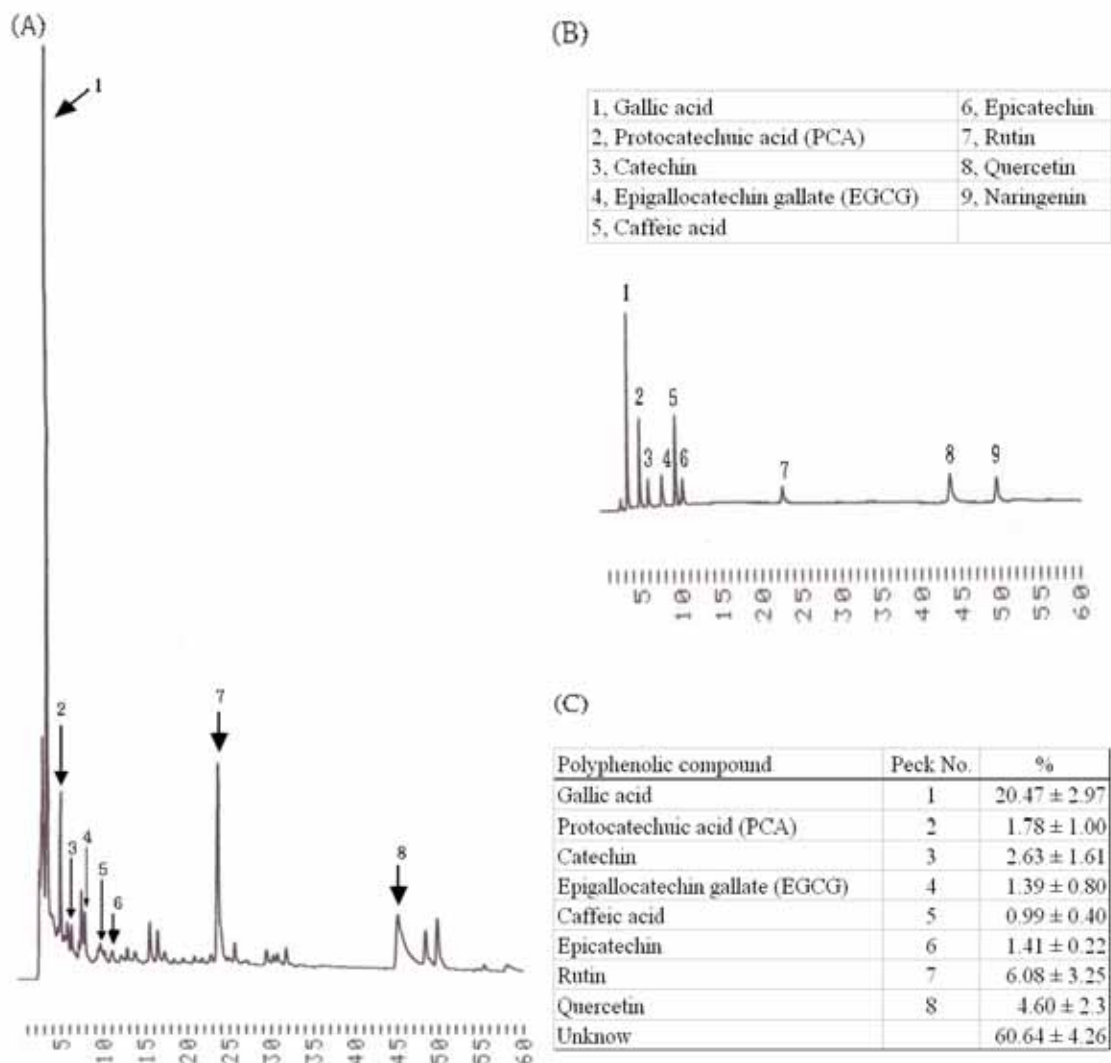 (A)
1
2
3
4
5
6
7
8
5 10 15 20 25 30 35 40 45 50 55 60
(B)
1, Gallic acid 6, Epicatechin
2, Protocatechuic acid (PCA) 7, Rutin
3, Catechin 8, Quercetin
4, Epigallocatechin gallate (EGCG) 9, Naringenin
5, Caffeic acid
1
2 5
3 4 6 7 8 9
5 10 20 25 30 35 40 45 50 55 60
(C)
Polyphenolic compound Peck No. %
Gallic acid 1 20.47 ± 2.97
Protocatechuic acid (PCA) 2 1.78 ± 1.00
Catechin 3 2.63 ± 1.61
Epigallocatechin gallate (EGCG) 4 1.39 ± 0.80
Caffeic acid 5 0.99 ± 0.40
Epicatechin 6 1.41 ± 0.22
Rutin 7 6.08 ± 3.25
Quercetin 8 4.60 ± 2.3
Unknow 60.64 ± 4.26